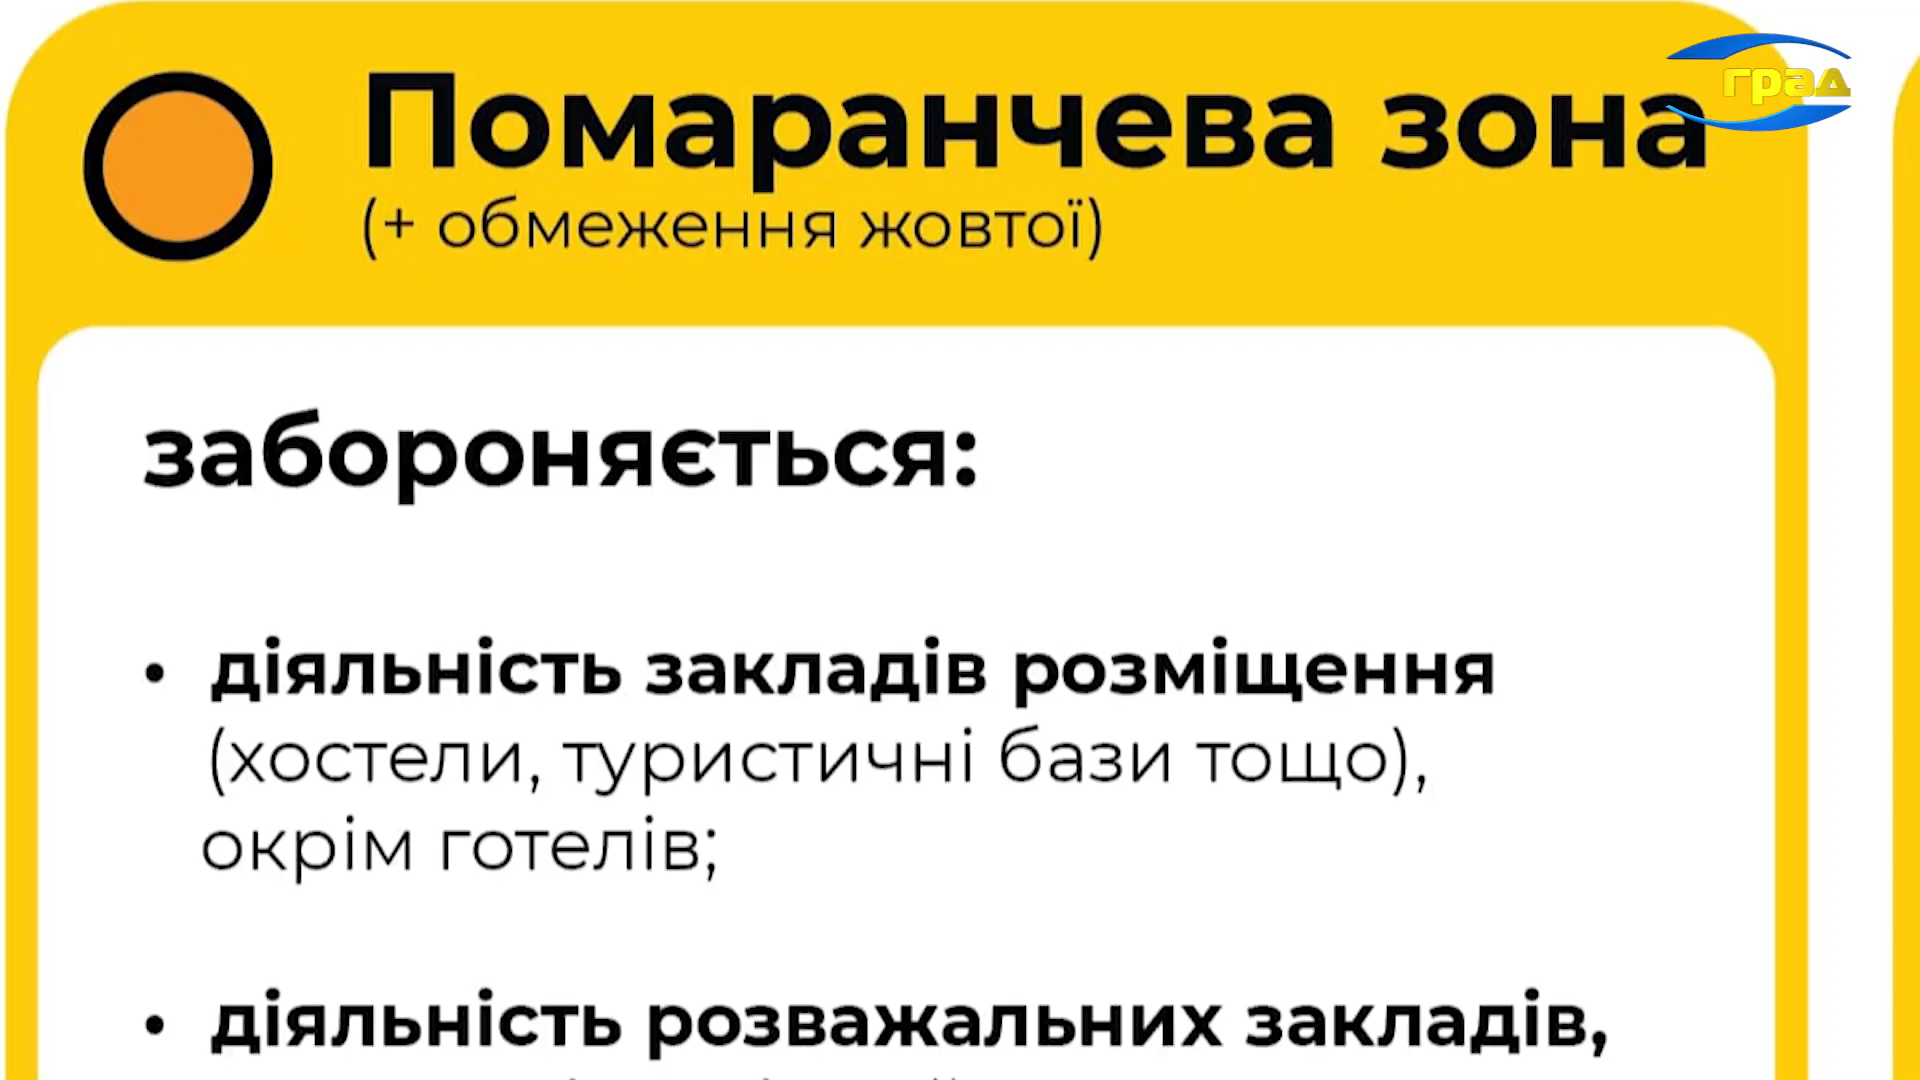 Помаранчева зона
град
(+ обмеження жовтої)
забороняється:
• діяльність закладів розміщення
(хостели, туристичні бази тощо),
окрім готелів;
• діяльність розважальних закладів,